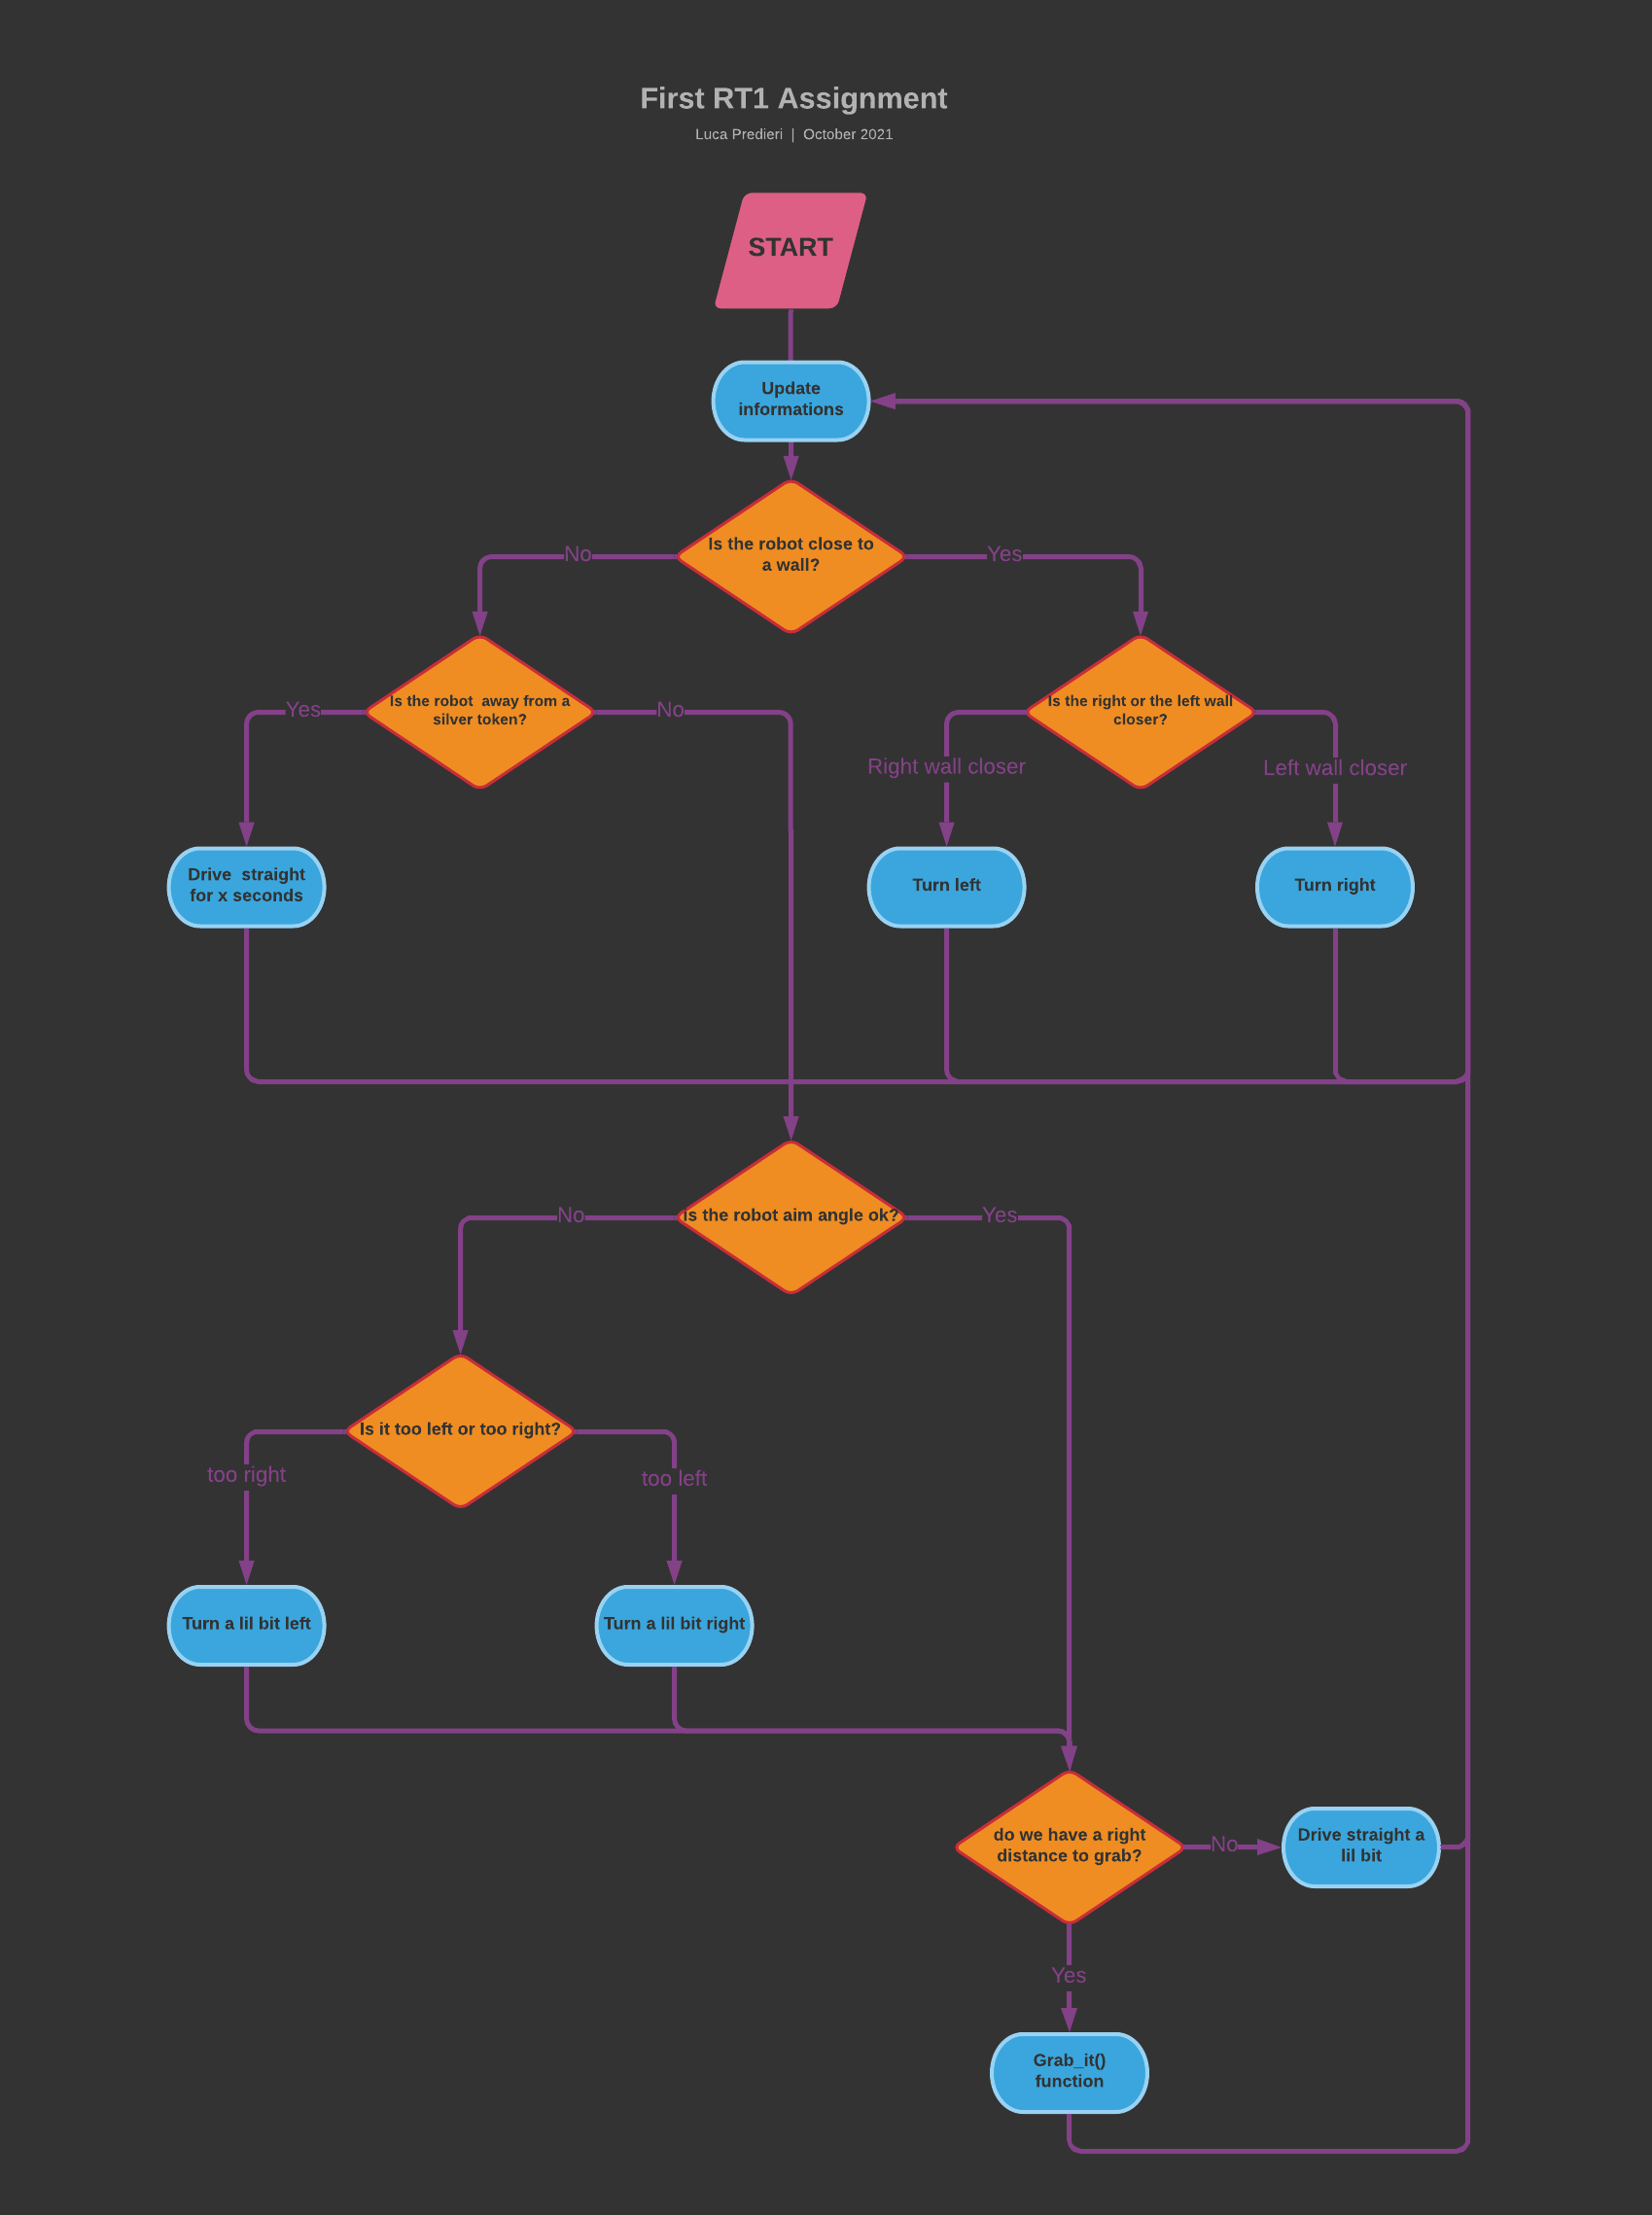 First RT1 Assignment
Luca Predieri | October 2021
START
Update
informations
Is the robot close to
a wall?
No
Yes
Is the robot  away from a
silver token?
Is the right or the left wall
closer?
Yes
No
Right wall closer
Left wall closer
Drive  straight
for x seconds
Turn left
Turn right
Is the robot aim angle ok?
No
Yes
Is it too left or too right?
too right
too left
Turn a lil bit left
Turn a lil bit right
do we have a right
distance to grab?
No
Drive straight a
lil bit
Yes
Grab_it()
function